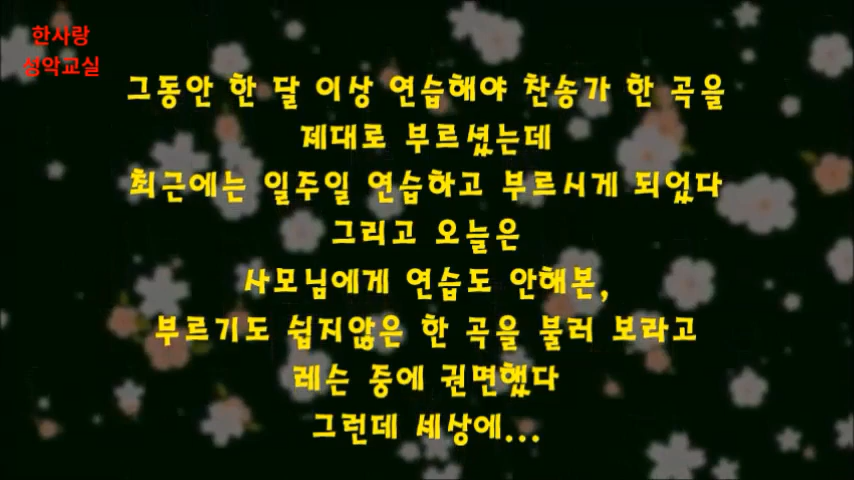 한사랑
성악교실
그동안 한 달 이상 연습해야 찬송가 한 곡을
제대로 부르셨는데
최근에는 일주일 연습하고 부르시게 되었다
그리고 오늘은
사모님에게 연습도 안해본,
부르기도 쉽지않은 한 곡을 불러 보라고
레슨 중에 권면했다
그런데 세상에...